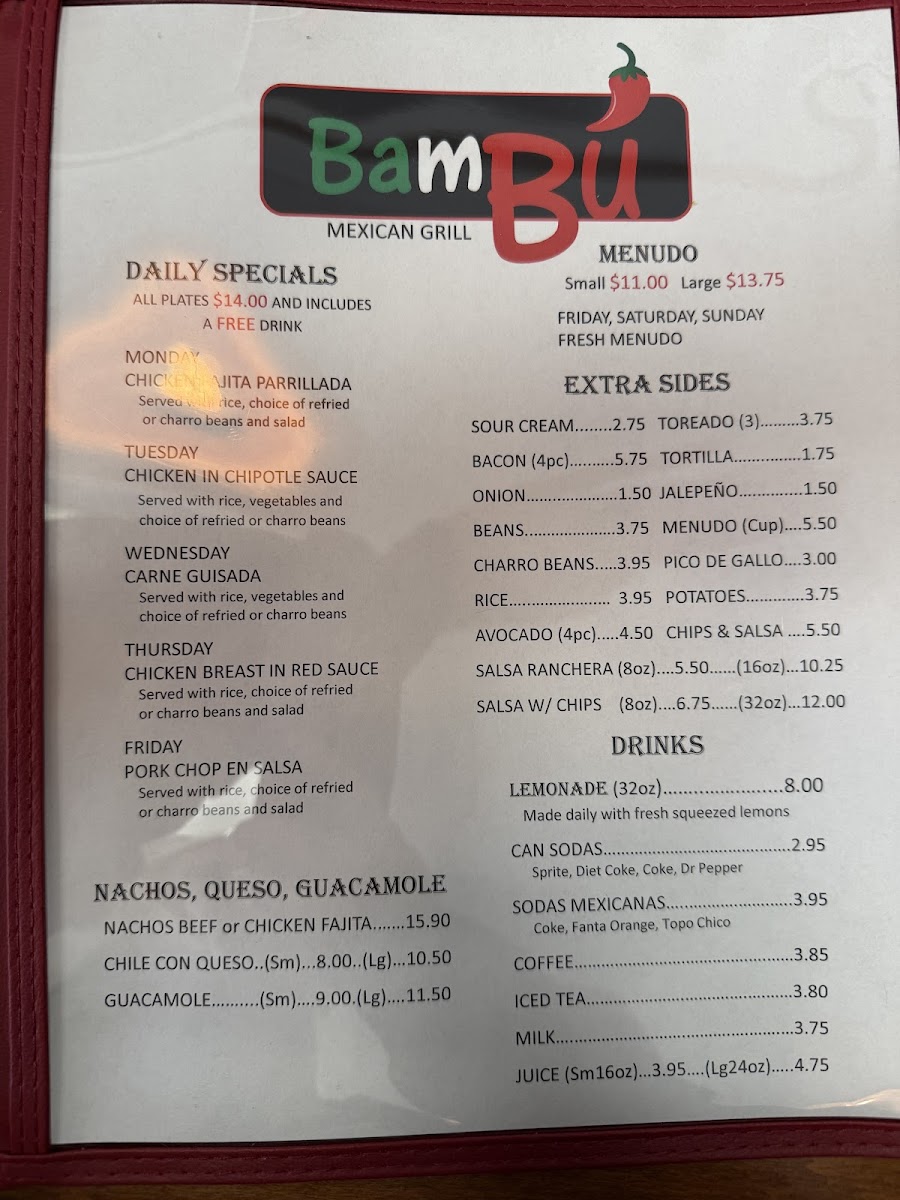 BamBú
MEXICAN GRILL
DAILY SPECIALS
ALL PLATES $14.00 AND INCLUDES
A FREE DRINK
MONDAY
CHICKEN FAJITA PARRILLADA
Served with rice, choice of refried
or charro beans and salad
TUESDAY
CHICKEN IN CHIPOTLE SAUCE
Served with rice, vegetables and
choice of refried or charro beans
WEDNESDAY
CARNE GUISADA
Served with rice, vegetables and
choice of refried or charro beans
THURSDAY
CHICKEN BREAST IN RED SAUCE
Served with rice, choice of refried
or charro beans and salad
FRIDAY
PORK CHOP EN SALSA
Served with rice, choice of refried
or charro beans and salad
NACHOS, QUESO, GUACAMOLE
NACHOS BEEF or CHICKEN FAJITA.......15.90
CHILE CON QUESO..(Sm)...8.00..(Lg)...10.50
GUACAMOLE..........(Sm)....9.00.(Lg)....11.50
MENUDO
Small $11.00 Large $13.75
FRIDAY, SATURDAY, SUNDAY
FRESH MENUDO
EXTRA SIDES
SOUR CREAM........2.75 TOREADO (3).........3.75
BACON (4pc)..........5.75 TORTILLA...............1.75
ONION......................1.50 JALEPEÑO..............1.50
BEANS......................3.75 MENUDO (Cup)....5.50
CHARRO BEANS.....3.95 PICO DE GALLO....3.00
RICE........................ 3.95 POTATOES.............3.75
AVOCADO (4pc).....4.50 CHIPS & SALSA ....5.50
SALSA RANCHERA (8oz)....5.50......(16oz)...10.25
SALSA W/ CHIPS (8oz)....6.75......(32oz)...12.00
DRINKS
LEMONADE (32oz)........................8.00
Made daily with fresh squeezed lemons
CAN SODAS.........................................2.95
Sprite, Diet Coke, Coke, Dr Pepper
SODAS MEXICANAS............................3.95
Coke, Fanta Orange, Topo Chico
COFFEE................................................3.85
ICED TEA.............................................3.80
MILK....................................................3.75
JUICE (Sm16oz)...3.95....(Lg24oz).....4.75